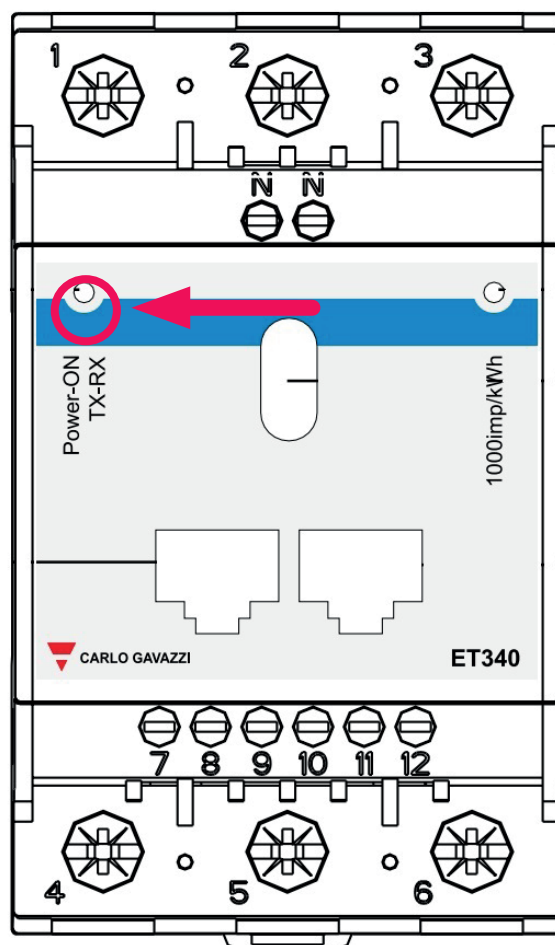 1 2 3
N N
Power-ON
TX-RX
1000imp/kWh
CARLO GAVAZZI
ET340
7 8 9 10 11 12
4 5 6